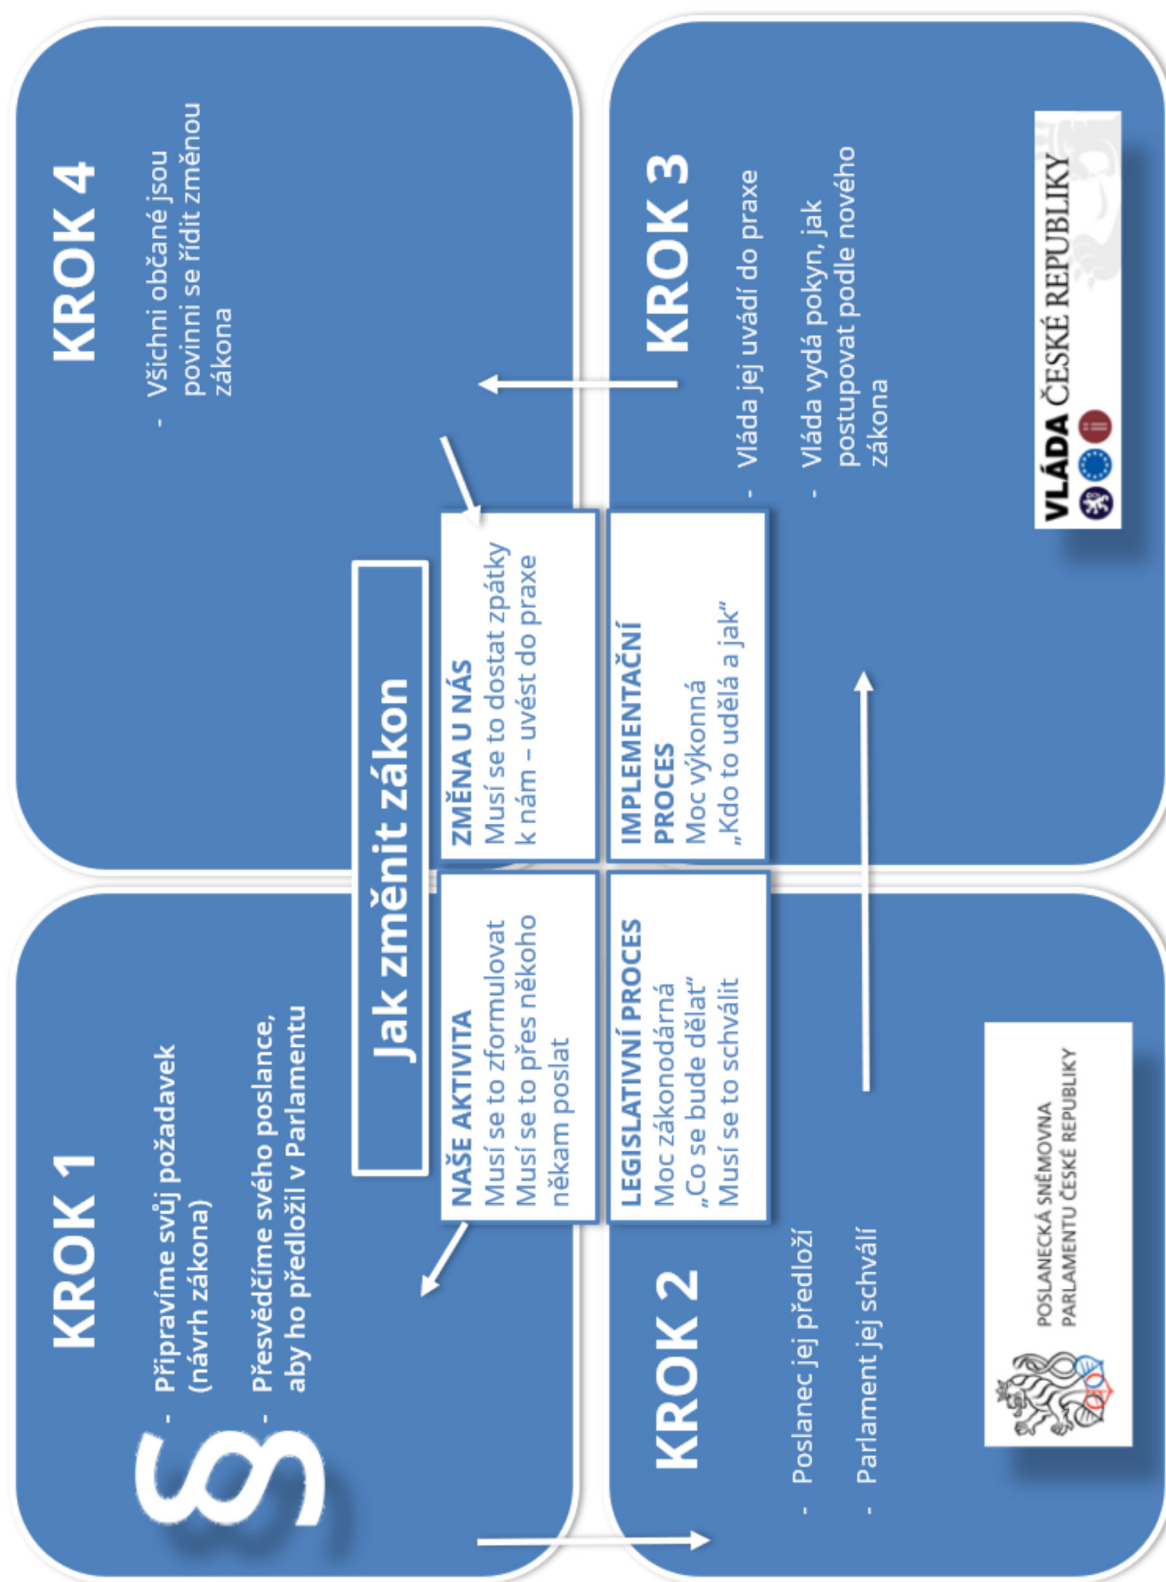 Jak změnit zákon
KROK 1
- Připravíme svůj požadavek
(návrh zákona)
- Přesvědčíme svého poslance,
aby ho předložil v Parlamentu
§
NAŠE AKTIVITA
Musí se to zformulovat
Musí se to přes někoho
někam poslat
KROK 2
- Poslanec jej předloží
- Parlament jej schválí
POSLANECKÁ SNĚMOVNA
PARLAMENTU ČESKÉ REPUBLIKY
LEGISLATIVNÍ PROCES
Moc zákonodárná
„Co se bude dělat“
Musí se to schválit
KROK 3
- Vláda jej uvádí do praxe
- Vláda vydá pokyn, jak
postupovat podle nového
zákona
VLÁDA ČESKÉ REPUBLIKY
IMPLEMENTAČNÍ
PROCES
Moc výkonná
„Kdo to udělá a jak“
KROK 4
- Všichni občané jsou
povinni se řídit změnou
zákona
ZMĚNA U NÁS
Musí se to dostat zpátky
k nám – uvést do praxe